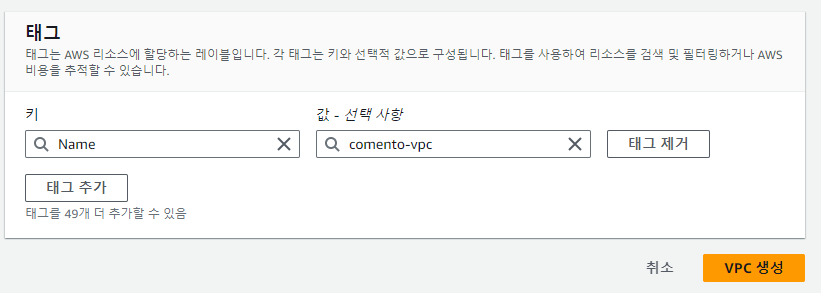 태그
태그는 AWS 리소스에 할당하는 레이블입니다. 각 태그는 키와 선택적 값으로 구성됩니다. 태그를 사용하여 리소스를 검색 및 필터링하거나 AWS
비용을 추적할 수 있습니다.
키 값 - 선택 사항
Name comento-vpc 태그 제거
태그 추가
태그를 49개 더 추가할 수 있음
취소 VPC 생성